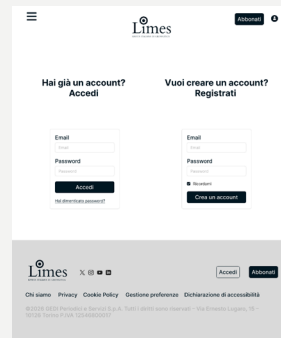 Limes
Abbonati
Hai già un account?
Accedi
Vuoi creare un account?
Registrati
Email
Email
Password
Password
Accedi
Hai dimenticato password?
Email
Email
Password
Password
Ricordami
Crea un account
Limes
Accedi
Abbonati
Chi siamo Privacy Cookie Policy Gestione preferenze Dichiarazione di accessibilità